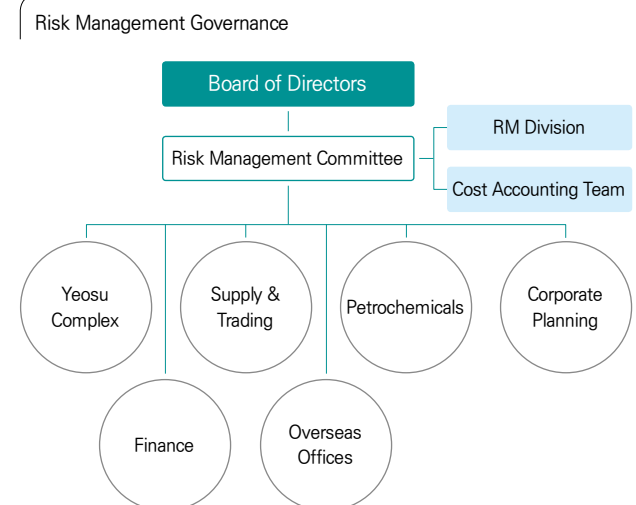 Risk Management Governance
Board of Directors
Risk Management Committee
RM Division
Cost Accounting Team
Yeosu
Complex
Supply &
Trading
Petrochemicals
Corporate
Planning
Finance
Overseas
Offices